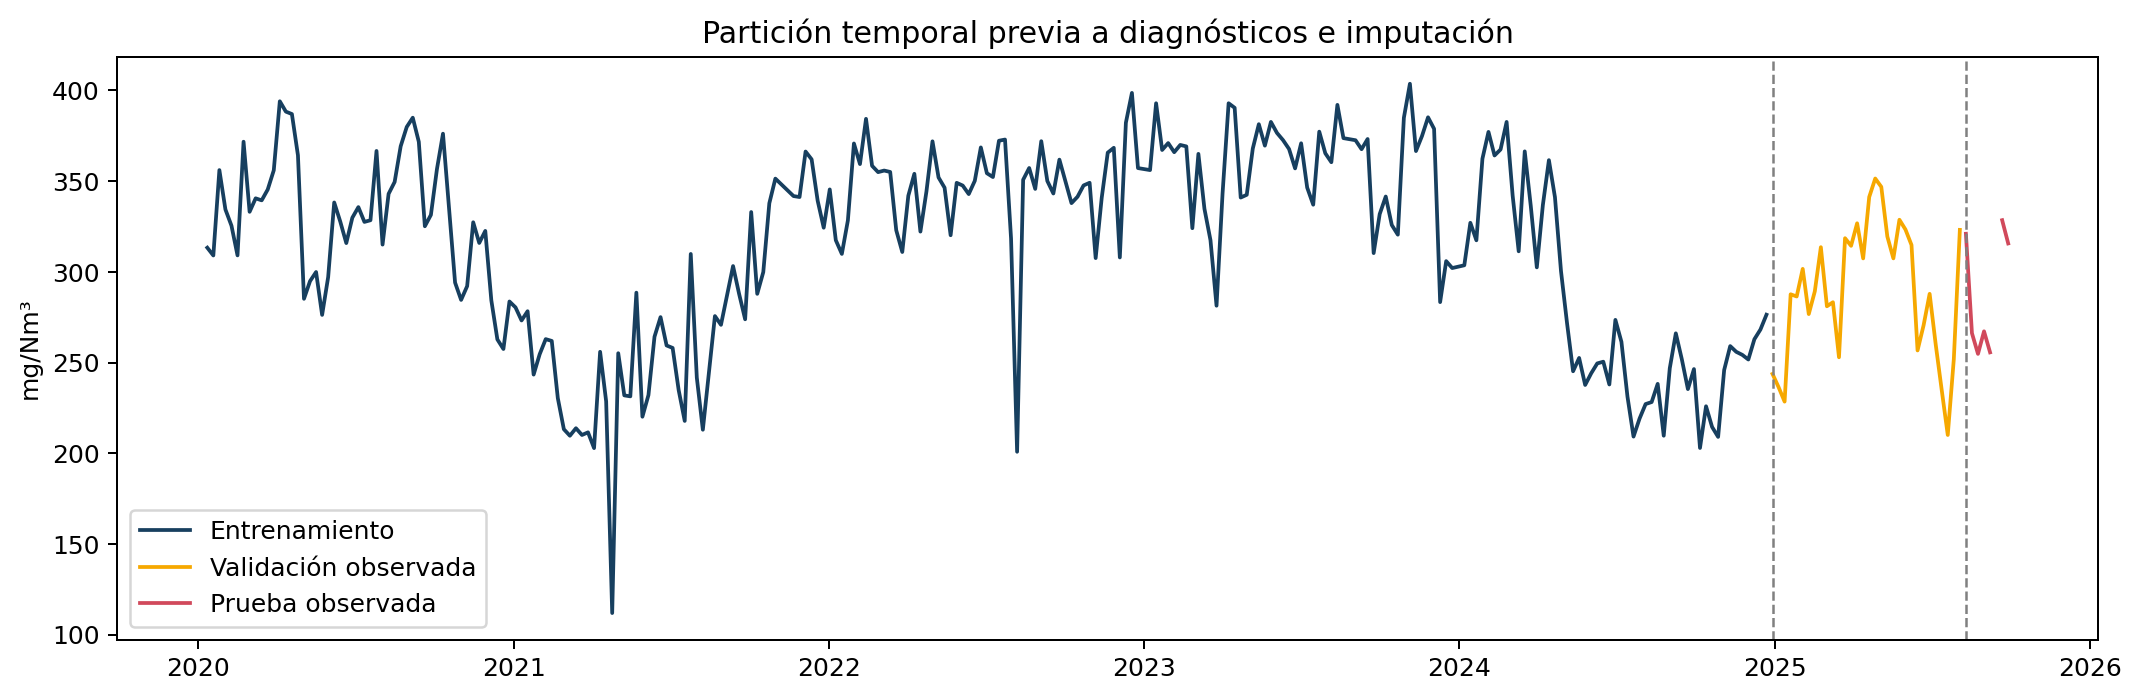 Partición temporal previa a diagnósticos e imputación
mg/Nm³
400
350
300
250
200
150
100
Entrenamiento
Validación observada
Prueba observada
2020
2021
2022
2023
2024
2025
2026